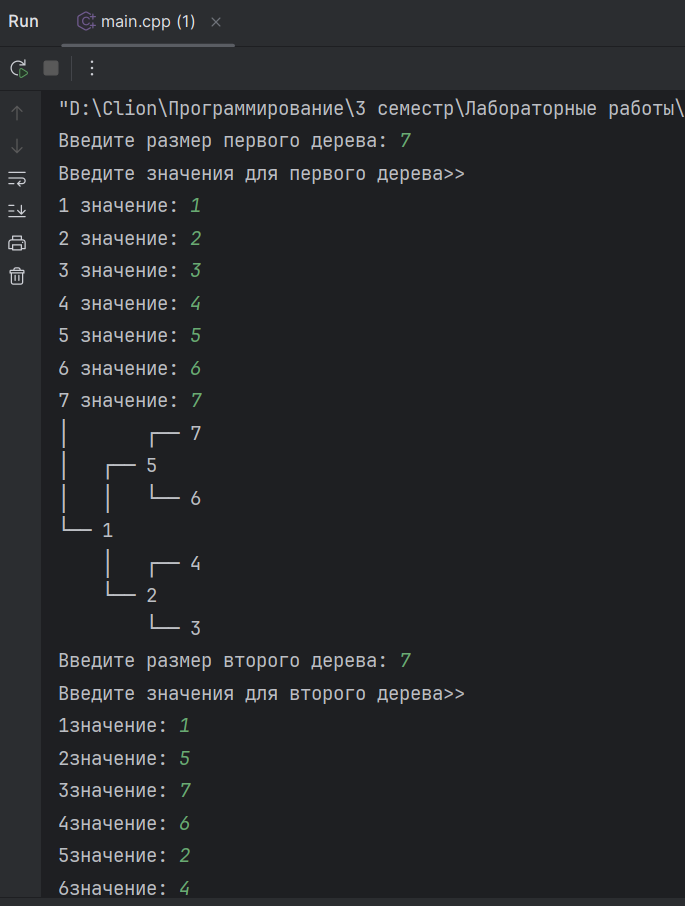 Run main.cpp (1)
"D:\Clion\Программирование\3 семестр\Лабораторные работы\
Введите размер первого дерева: 7
Введите значения для первого дерева>>
1 значение: 1
2 значение: 2
3 значение: 3
4 значение: 4
5 значение: 5
6 значение: 6
7 значение: 7
│       ┌── 7
│   ┌── 5
│   │   └── 6
└── 1
    │   ┌── 4
    └── 2
        └── 3
Введите размер второго дерева: 7
Введите значения для второго дерева>>
1значение: 1
2значение: 5
3значение: 7
4значение: 6
5значение: 2
6значение: 4